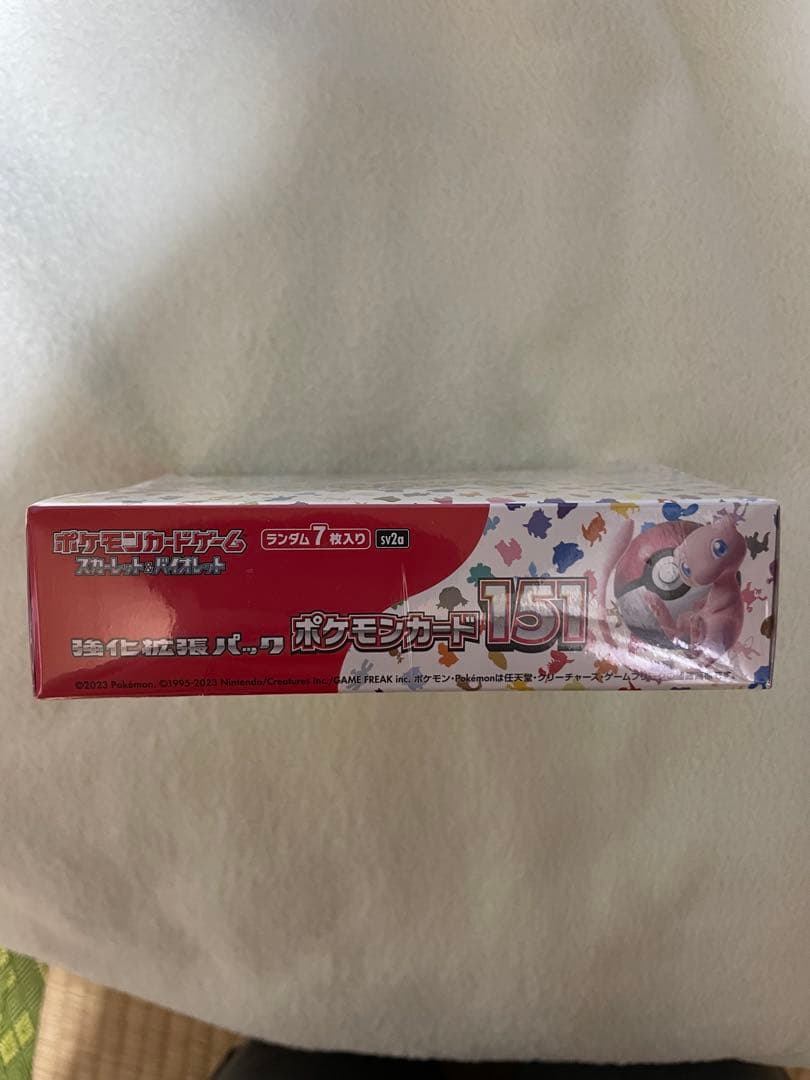 ポケモンカードゲーム
スカーレット&バイオレット
ランダム7枚入り
sv2a
強化拡張パック ポケモンカード151
©2023 Pokémon. ©1995-2023 Nintendo/Creatures Inc./GAME FREAK inc. ポケモン・Pokémonは任天堂・クリーチャーズ・ゲームフリ